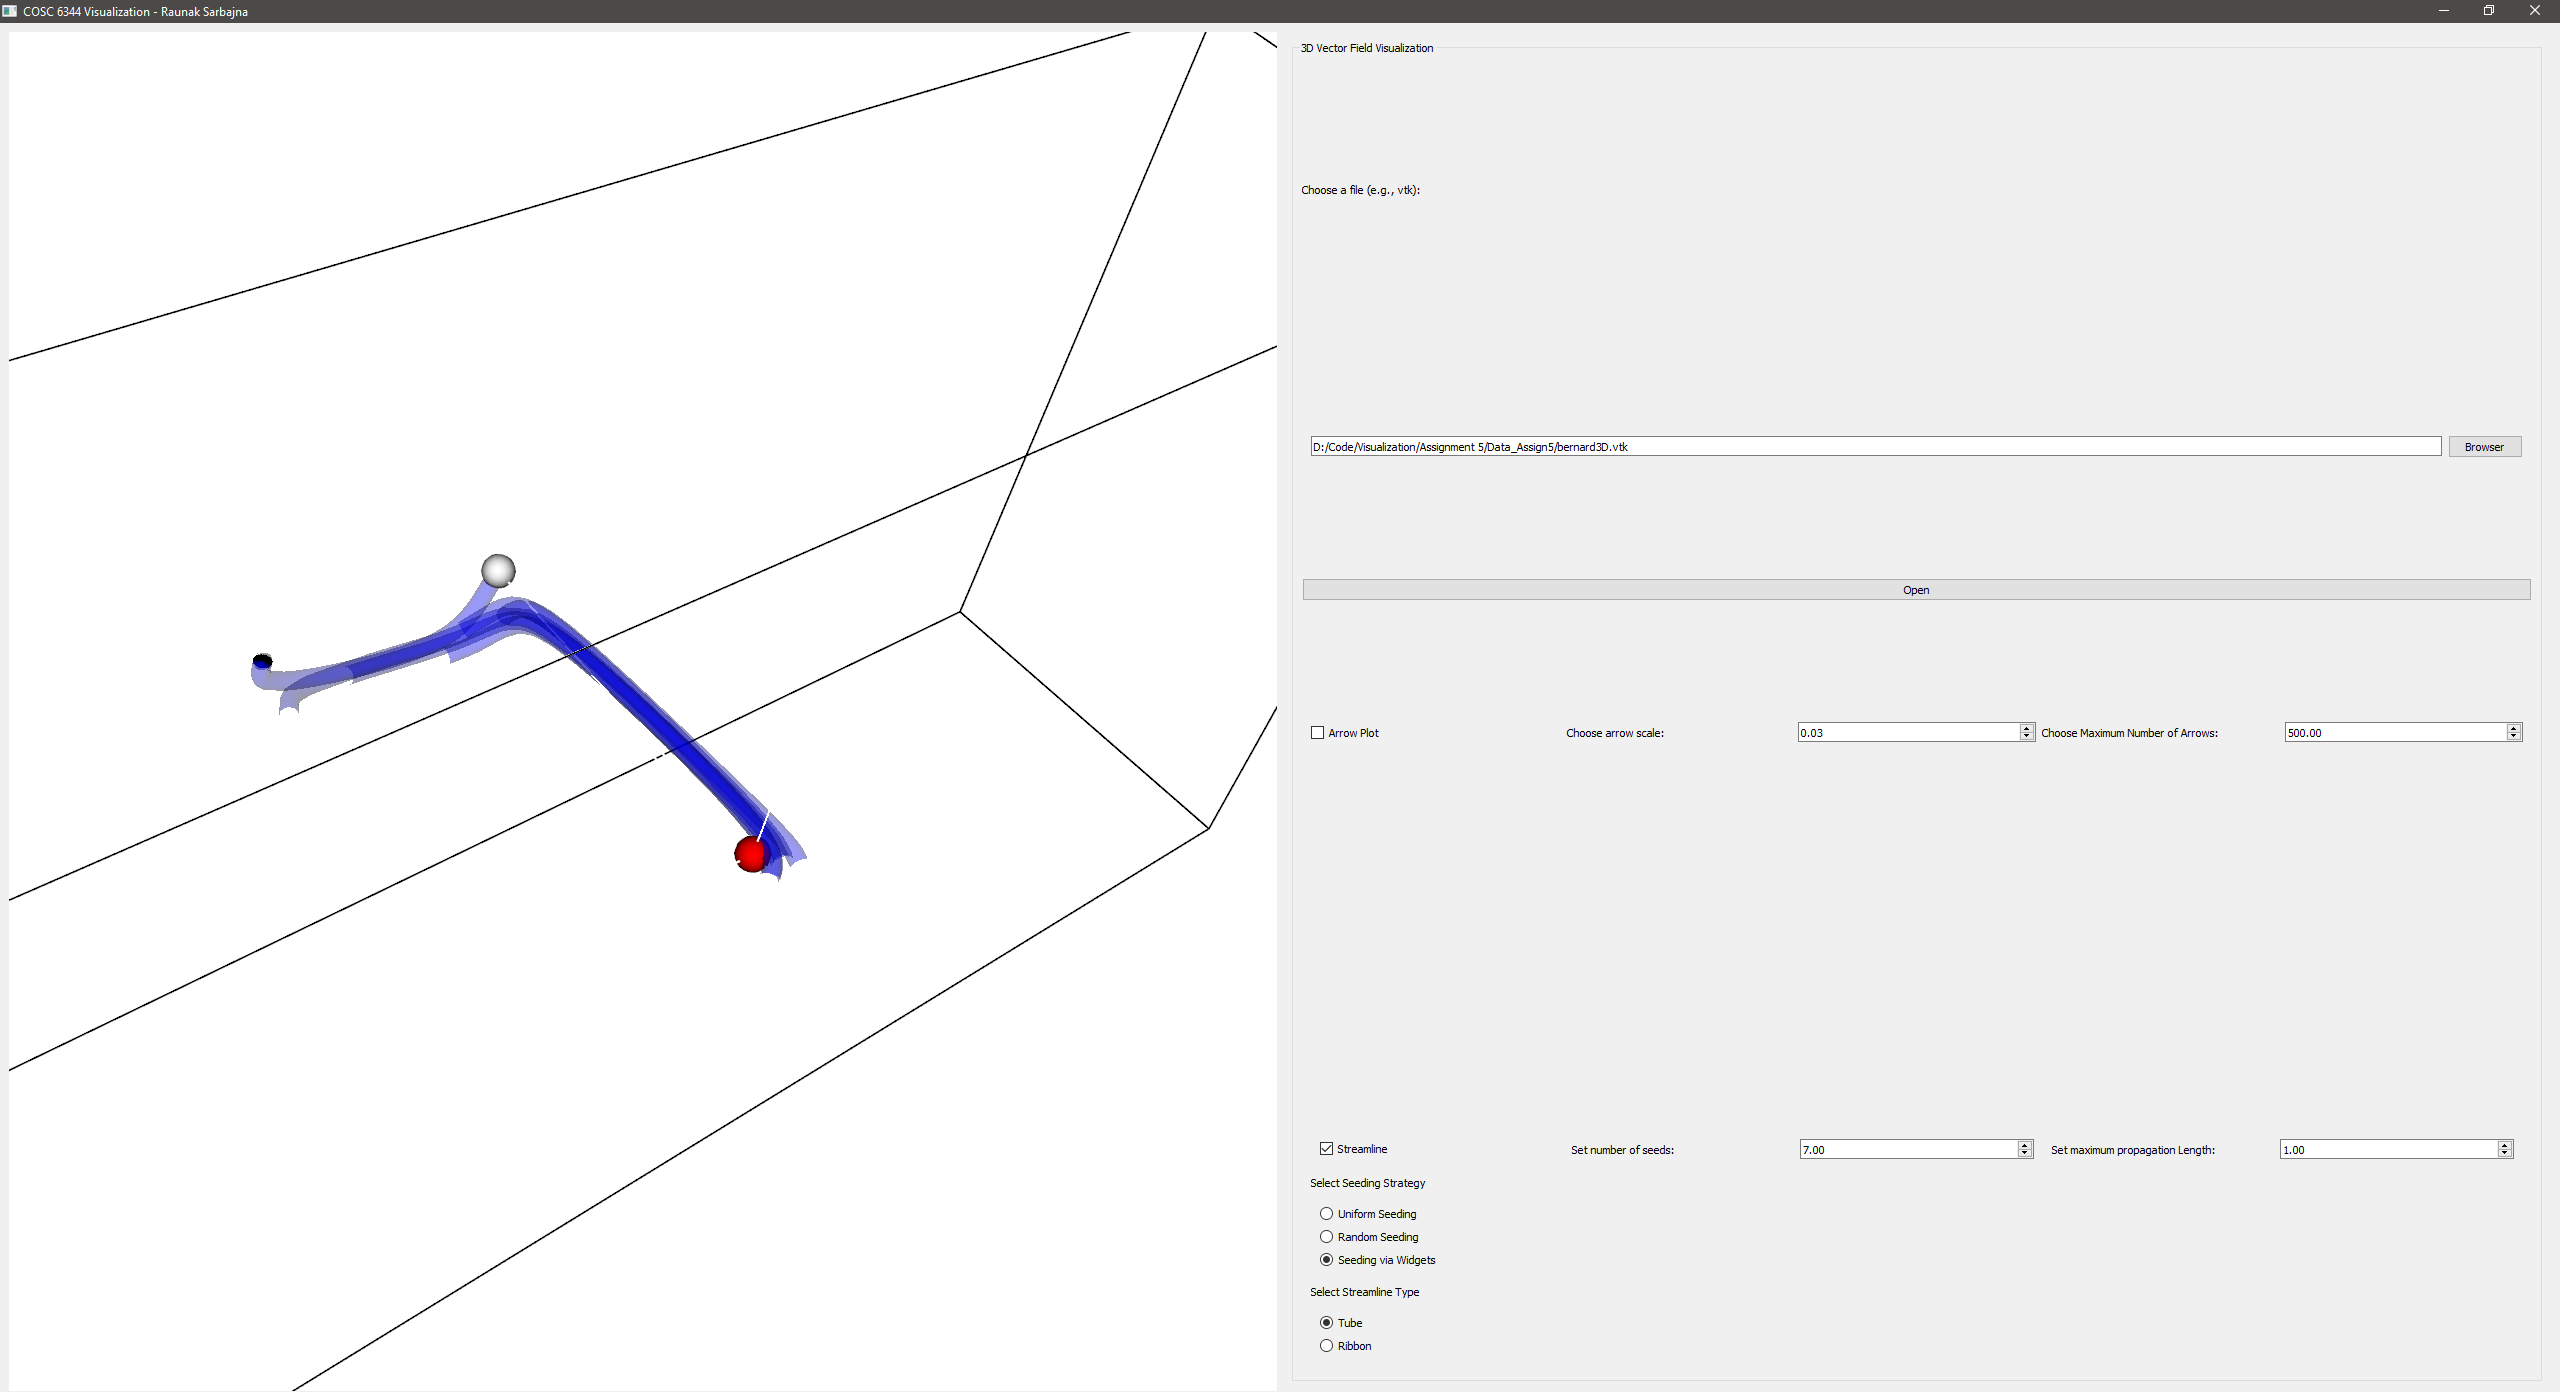 COSC 6344 Visualization - Raunak Sarbajna
3D Vector Field Visualization
Choose a file (e.g., vtk):
D:/Code/Visualization/Assignment 5/Data_Assign5/bernard3D.vtk Browser
Open
Arrow Plot Choose arrow scale: 0.03 Choose Maximum Number of Arrows: 500.00
Streamline Set number of seeds: 7.00 Set maximum propagation Length: 1.00
Select Seeding Strategy
Uniform Seeding
Random Seeding
Seeding via Widgets
Select Streamline Type
Tube
Ribbon